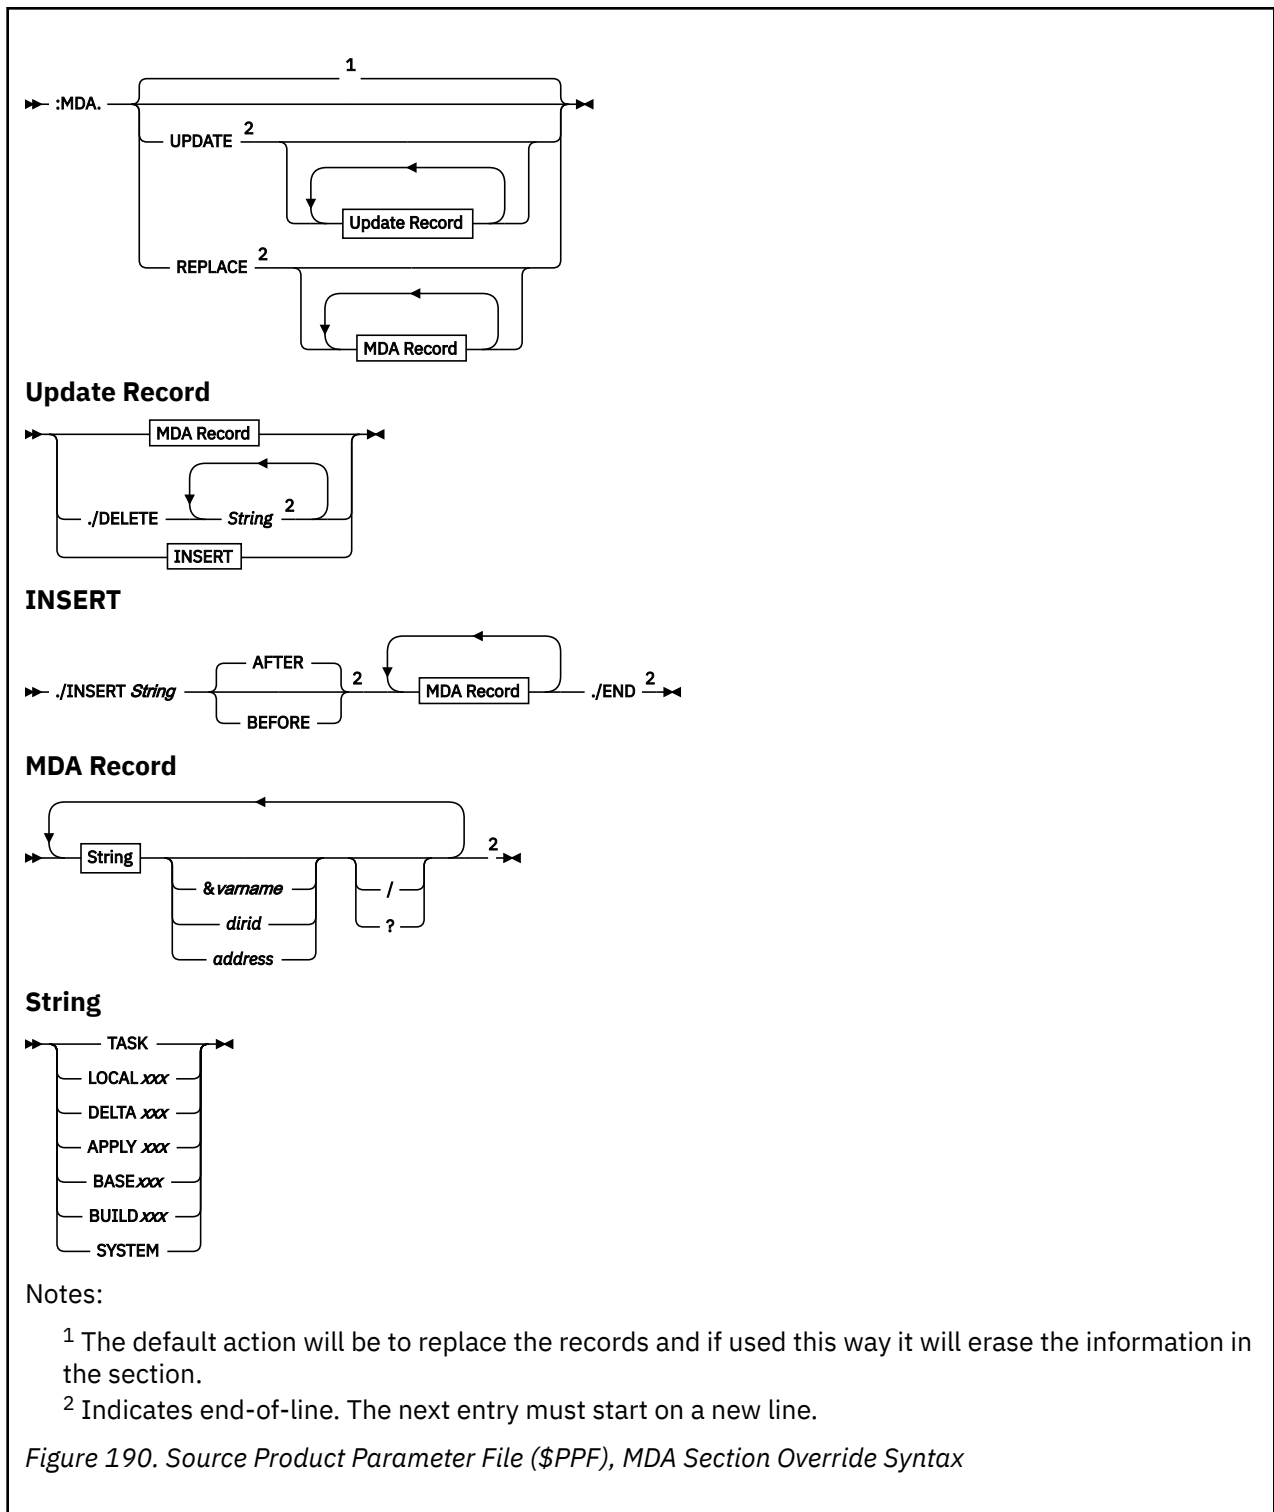 1
:MDA.
UPDATE 2
Update Record
REPLACE 2
MDA Record
Update Record
MDA Record
./DELETE String 2
INSERT
INSERT
AFTER
./INSERT String 2 MDA Record ./END 2
BEFORE
MDA Record
String 2
&varname /
dirid ?
address
String
TASK
LOCALxxx
DELTA xxx
APPLY xxx
BASExxx
BUILDxxx
SYSTEM
Notes:
1 The default action will be to replace the records and if used this way it will erase the information in
the section.
2 Indicates end-of-line. The next entry must start on a new line.
Figure 190. Source Product Parameter File ($PPF), MDA Section Override Syntax